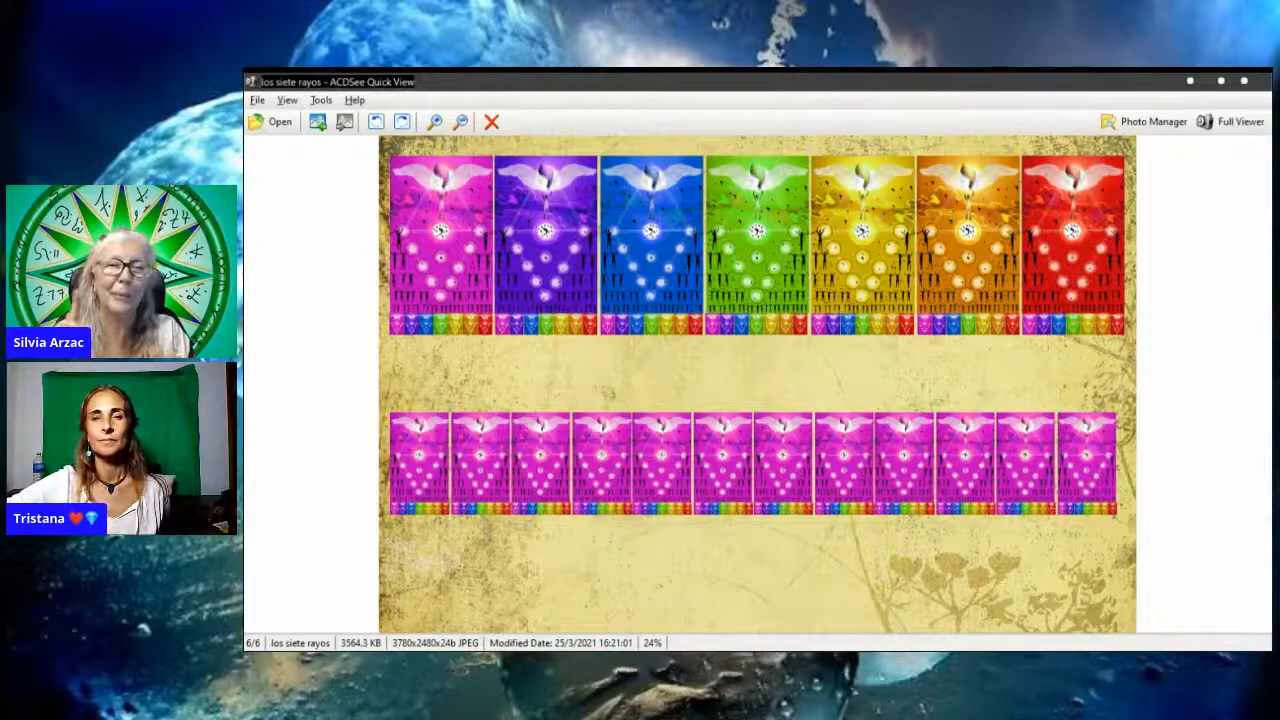 los siete rayos - ACDSee Quick View
File View Tools Help
Open
Photo Manager
Full Viewer
Silvia Arzac
Tristana ❤️💎
6/6
los siete rayos
3564.3 KB
3780x2480x24b JPEG
Modified Date: 25/3/2021 16:21:01
24%